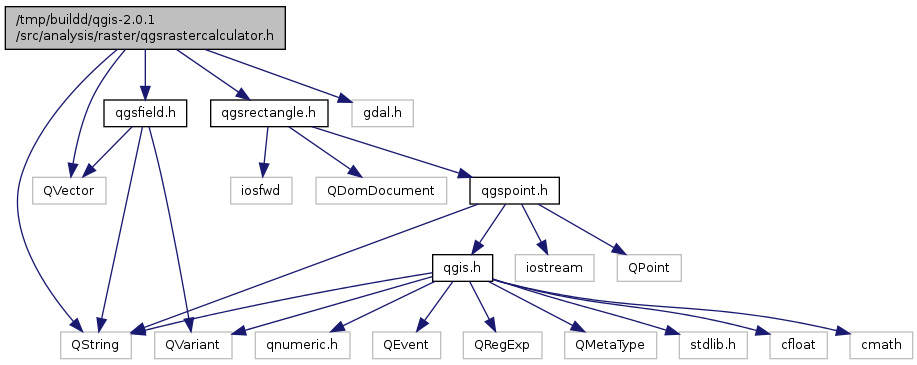 /tmp/buildd/qgis-2.0.1
/src/analysis/raster/qgsrastercalculator.h
qgsfield.h
qgsrectangle.h
gdal.h
QVector
iosfwd
QDomDocument
qgspoint.h
qgis.h
iostream
QPoint
QString
QVariant
qnumeric.h
QEvent
QRegExp
QMetaType
stdlib.h
cfloat
cmath